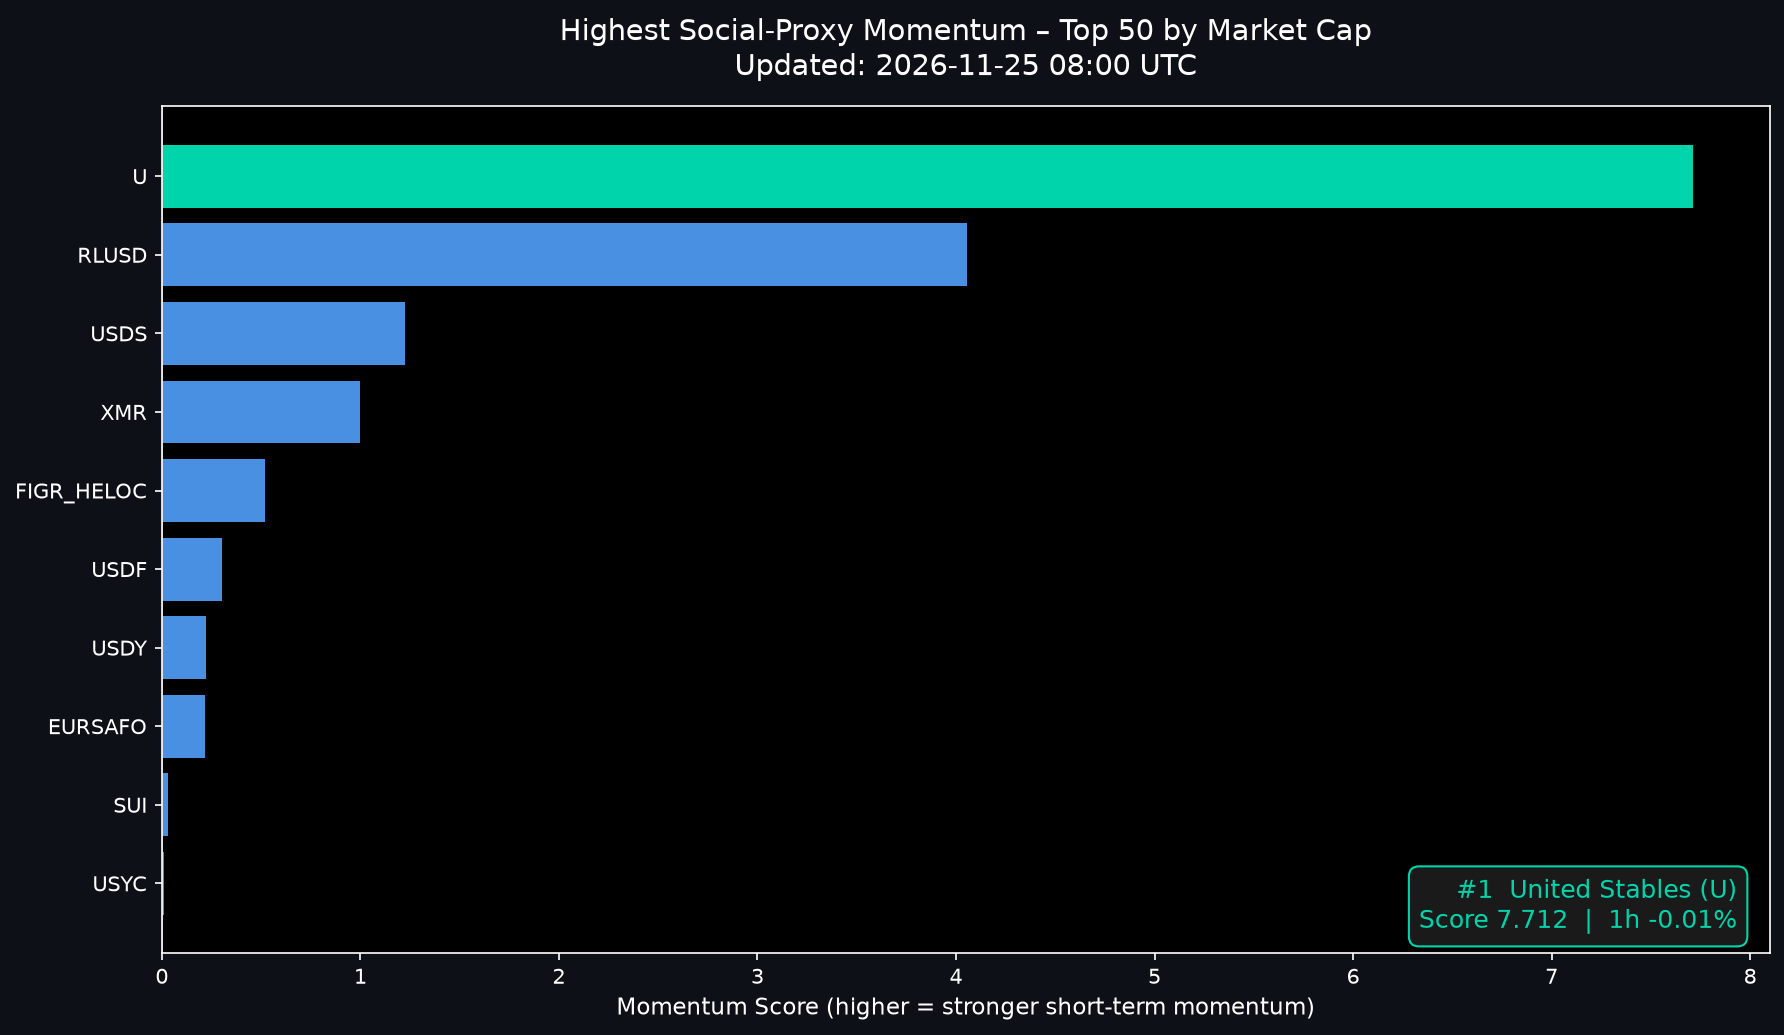 Highest Social-Proxy Momentum – Top 50 by Market Cap
Updated: 2026-11-25 08:00 UTC
U
RLUSD
USDS
XMR
FIGR_HELOC
USDF
USDY
EURSAFO
SUI
USYC
#1  United Stables (U)
Score 7.712  |  1h -0.01%
0 1 2 3 4 5 6 7 8
Momentum Score (higher = stronger short-term momentum)